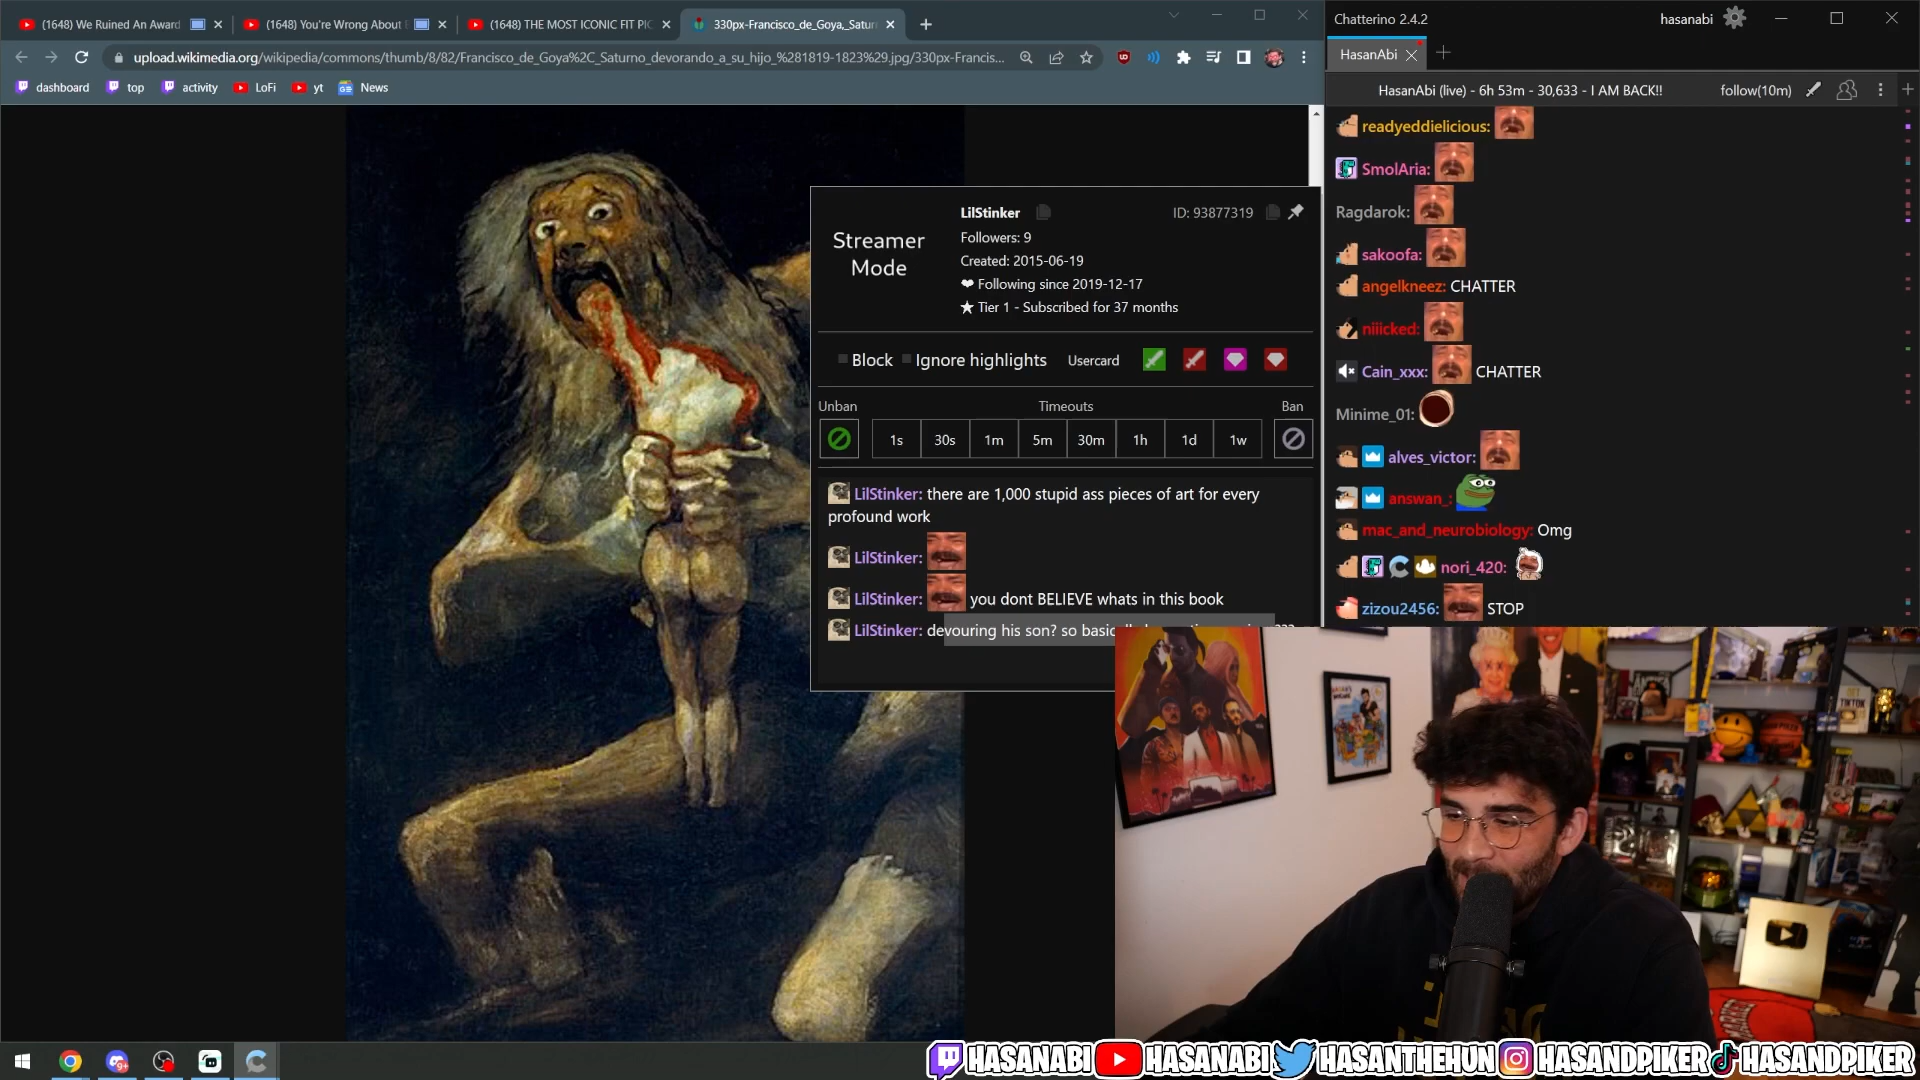 (1648) We Ruined An Award
(1648) You're Wrong About
(1648) THE MOST ICONIC FIT PIC
330px-Francisco_de_Goya,_Satur
upload.wikimedia.org/wikipedia/commons/thumb/8/82/Francisco_de_Goya%2C_Saturno_devorando_a_su_hijo_%281819-1823%29.jpg/330px-Francis...
dashboard
top
activity
LoFi
yt
News
LilStinker
ID: 93877319
Streamer
Mode
Followers: 9
Created: 2015-06-19
Following since 2019-12-17
Tier 1 - Subscribed for 37 months
Block
Ignore highlights
Usercard
Unban
Timeouts
Ban
1s
30s
1m
5m
30m
1h
1d
1w
LilStinker: there are 1,000 stupid ass pieces of art for every
profound work
LilStinker:
LilStinker: you dont BELIEVE whats in this book
LilStinker: devouring his son? so
Chatterino 2.4.2
hasanabi
HasanAbi
HasanAbi (live) - 6h 53m - 30,633 - I AM BACK!!
follow(10m)
readyeddielicious:
SmolAria:
Ragdarok:
sakoofa:
angelkneez: CHATTER
niiicked:
Cain_xxx: CHATTER
Minime_01:
alves_victor:
answan_:
mac_and_neurobiology: Omg
nori_420:
zizou2456: STOP
HASANABI
HASANABI
HASANTHEHUN
HASANDPIKER
HASANDPIKER